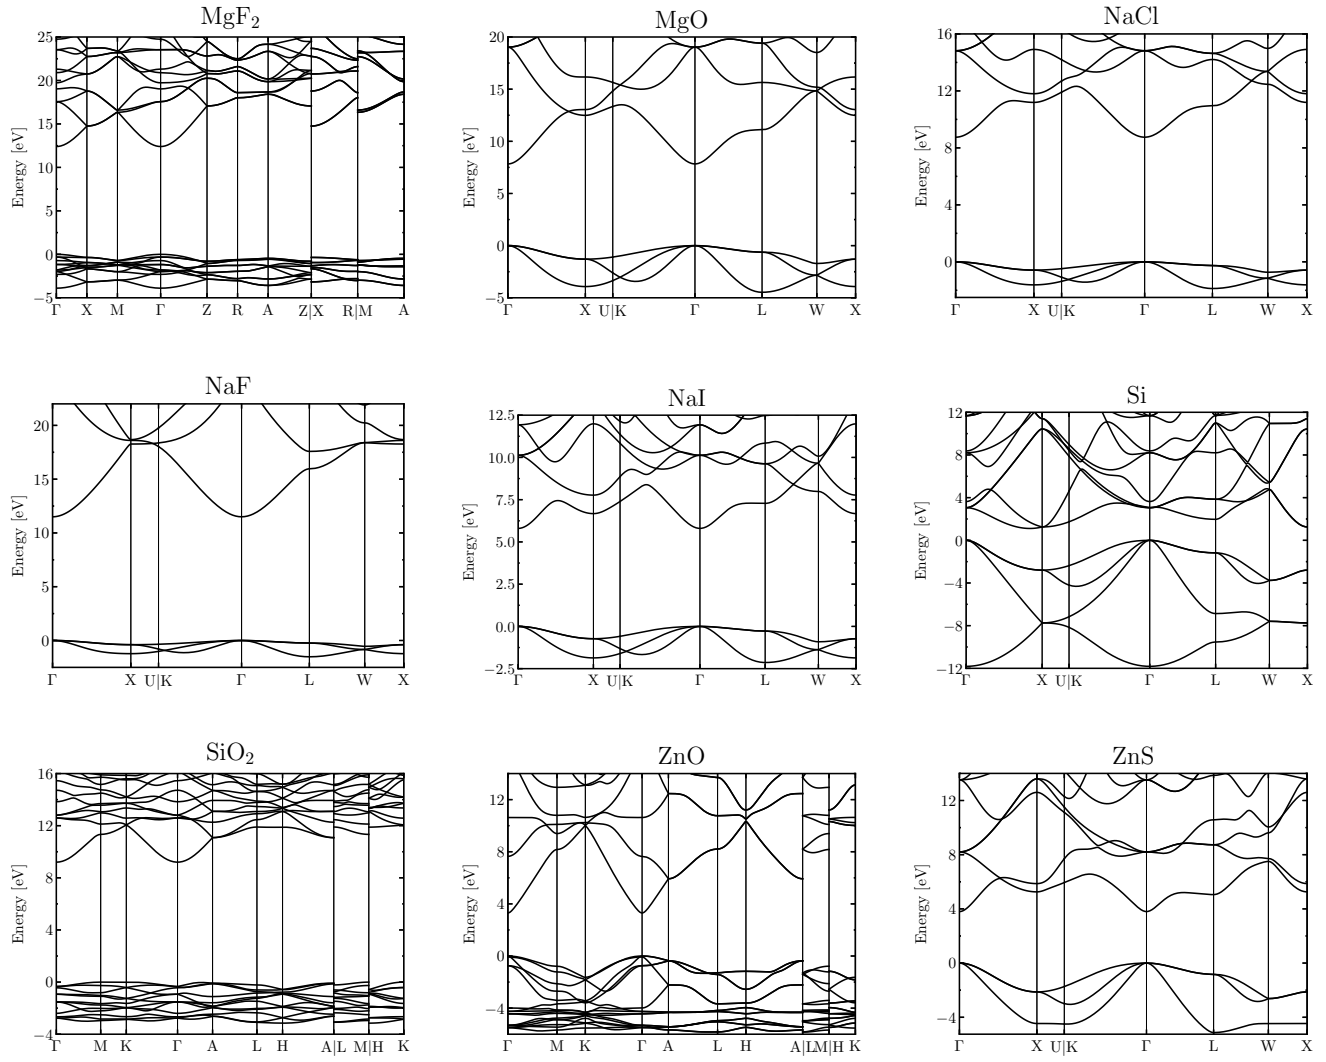 MgF₂
MgO
NaCl
Energy [eV]
25
20
15
10
5
0
−5
Γ X M Γ Z R A Z|X R|M A
Energy [eV]
20
15
10
5
0
−5
Γ X U|K Γ L W X
Energy [eV]
16
12
8
4
0
Γ X U|K Γ L W X
NaF
NaI
Si
Energy [eV]
20
15
10
5
0
Γ X U|K Γ L W X
Energy [eV]
12.5
10.0
7.5
5.0
2.5
0.0
−2.5
Γ X U|K Γ L W X
Energy [eV]
12
8
4
0
−4
−8
−12
Γ X U|K Γ L W X
SiO₂
ZnO
ZnS
Energy [eV]
16
12
8
4
0
−4
Γ M K Γ A L H A|L M|H K
Energy [eV]
12
8
4
0
−4
Γ M K Γ A L H A|L M|H K
Energy [eV]
12
8
4
0
−4
Γ X U|K Γ L W X